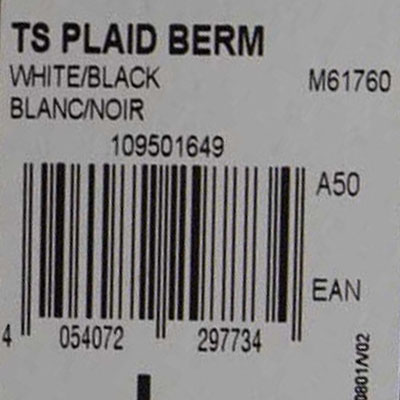 TS PLAID BERM
WHITE/BLACK M61760
BLANC/NOIR
109501649
A50
EAN
4 054072 297734
0801/V02